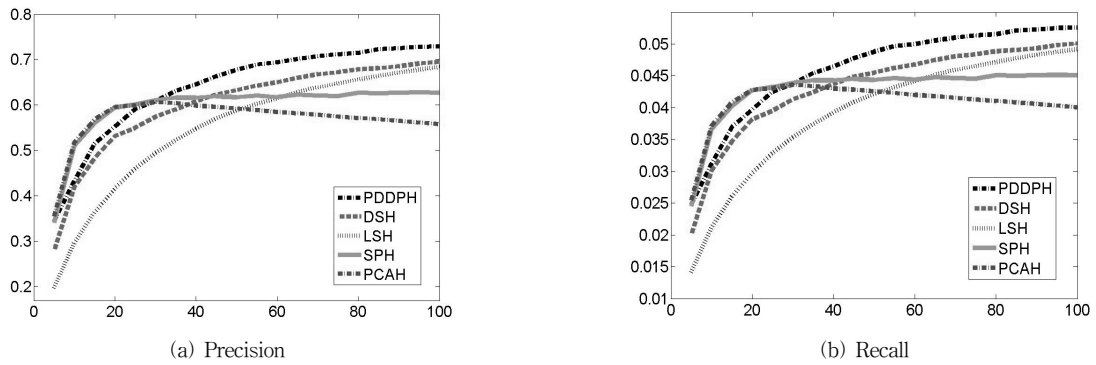 0.8
0.7
0.6
0.5
0.4
0.3
0.2
0 20 40 60 80 100
PDDPH
DSH
LSH
SPH
PCAH
(a) Precision
0.05
0.045
0.04
0.035
0.03
0.025
0.02
0.015
0.01
0 20 40 60 80 100
PDDPH
DSH
LSH
SPH
PCAH
(b) Recall